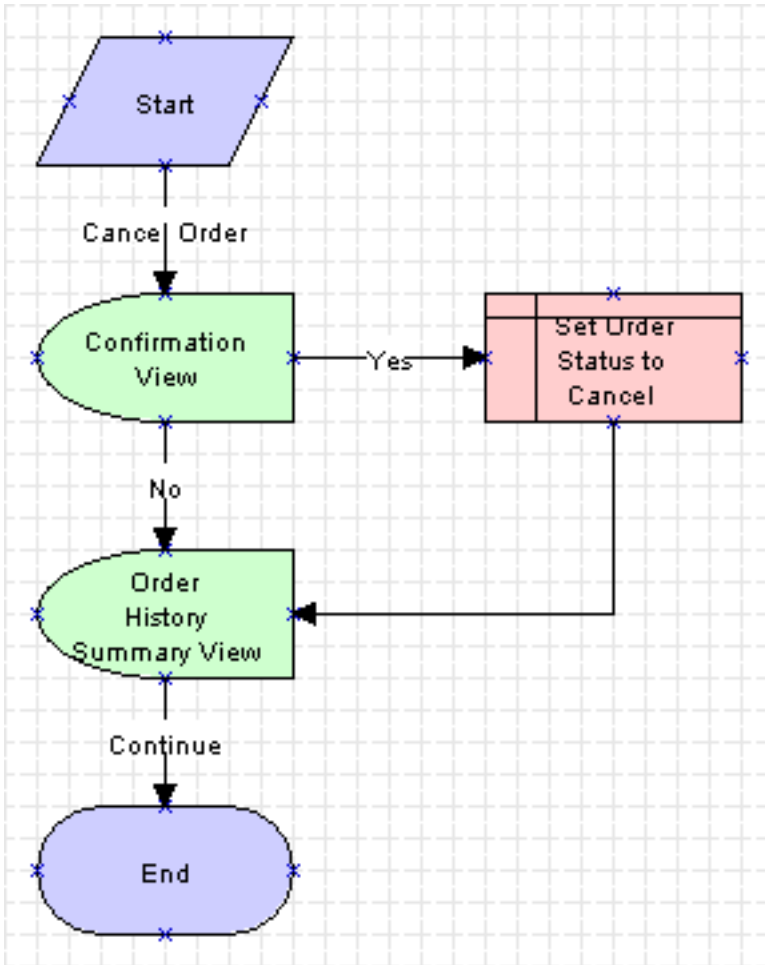 Start
Cancel Order
Confirmation
View
Yes
Set Order
Status to
Cancel
No
Order
History
Summary View
Continue
End